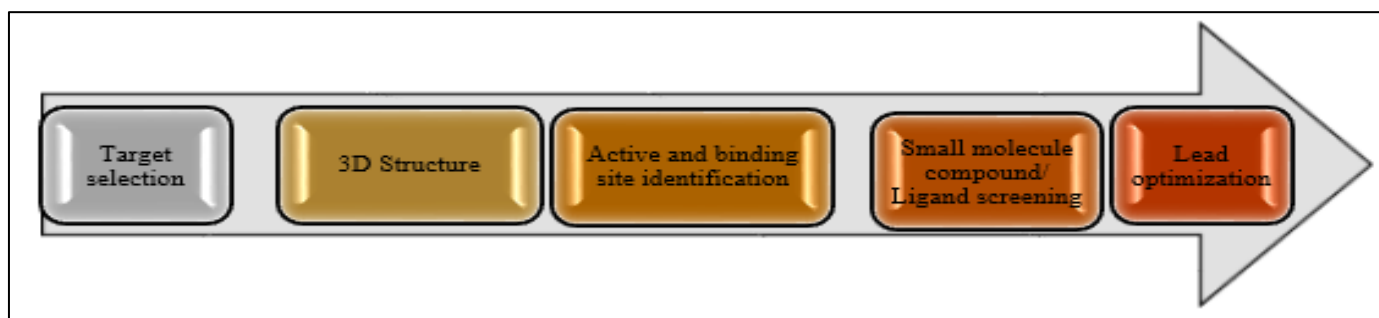 Target
selection
3D Structure
Active and binding
site identification
Small molecule
compound/
Ligand screening
Lead
optimization